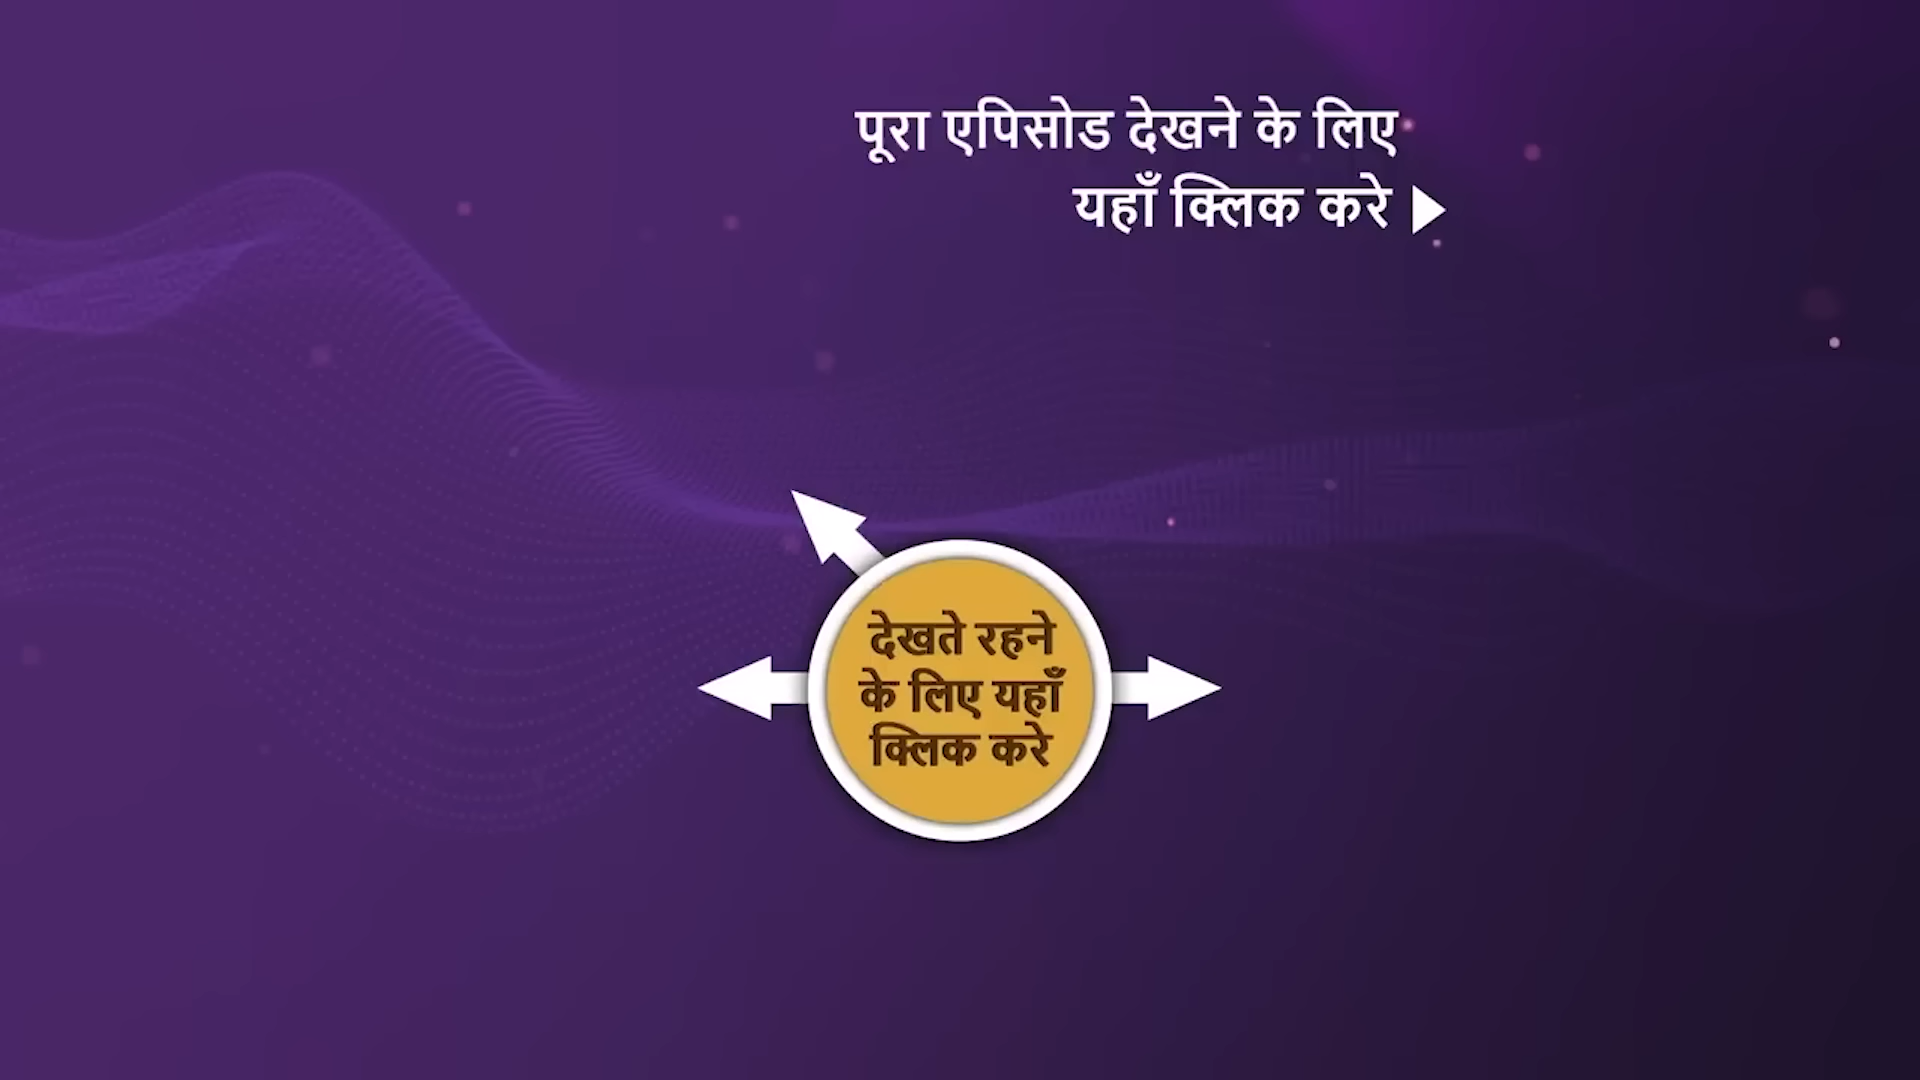 पूरा एपिसोड देखने के लिए
यहाँ क्लिक करे
देखते रहने
के लिए यहाँ
क्लिक करे